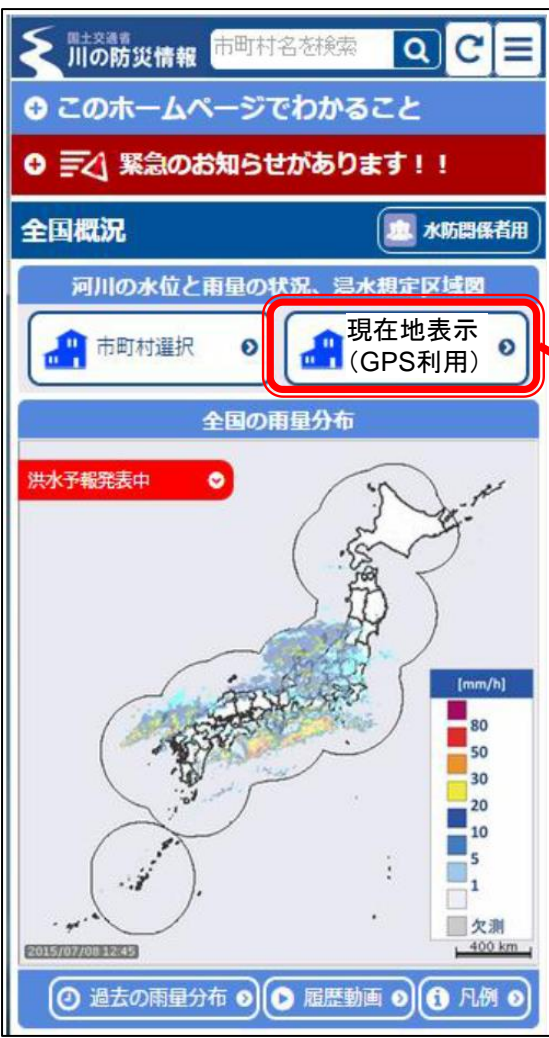 国土交通省
川の防災情報
市町村名を検索
このホームページでわかること
緊急のお知らせがあります！！
全国概況
水防関係者用
河川の水位と雨量の状況、浸水想定区域図
市町村選択
現在地表示
（GPS利用）
全国の雨量分布
洪水予報発表中
[mm/h]
80
50
30
20
10
5
1
欠測
2015/07/08 12:45
400 km
過去の雨量分布
履歴動画
凡例